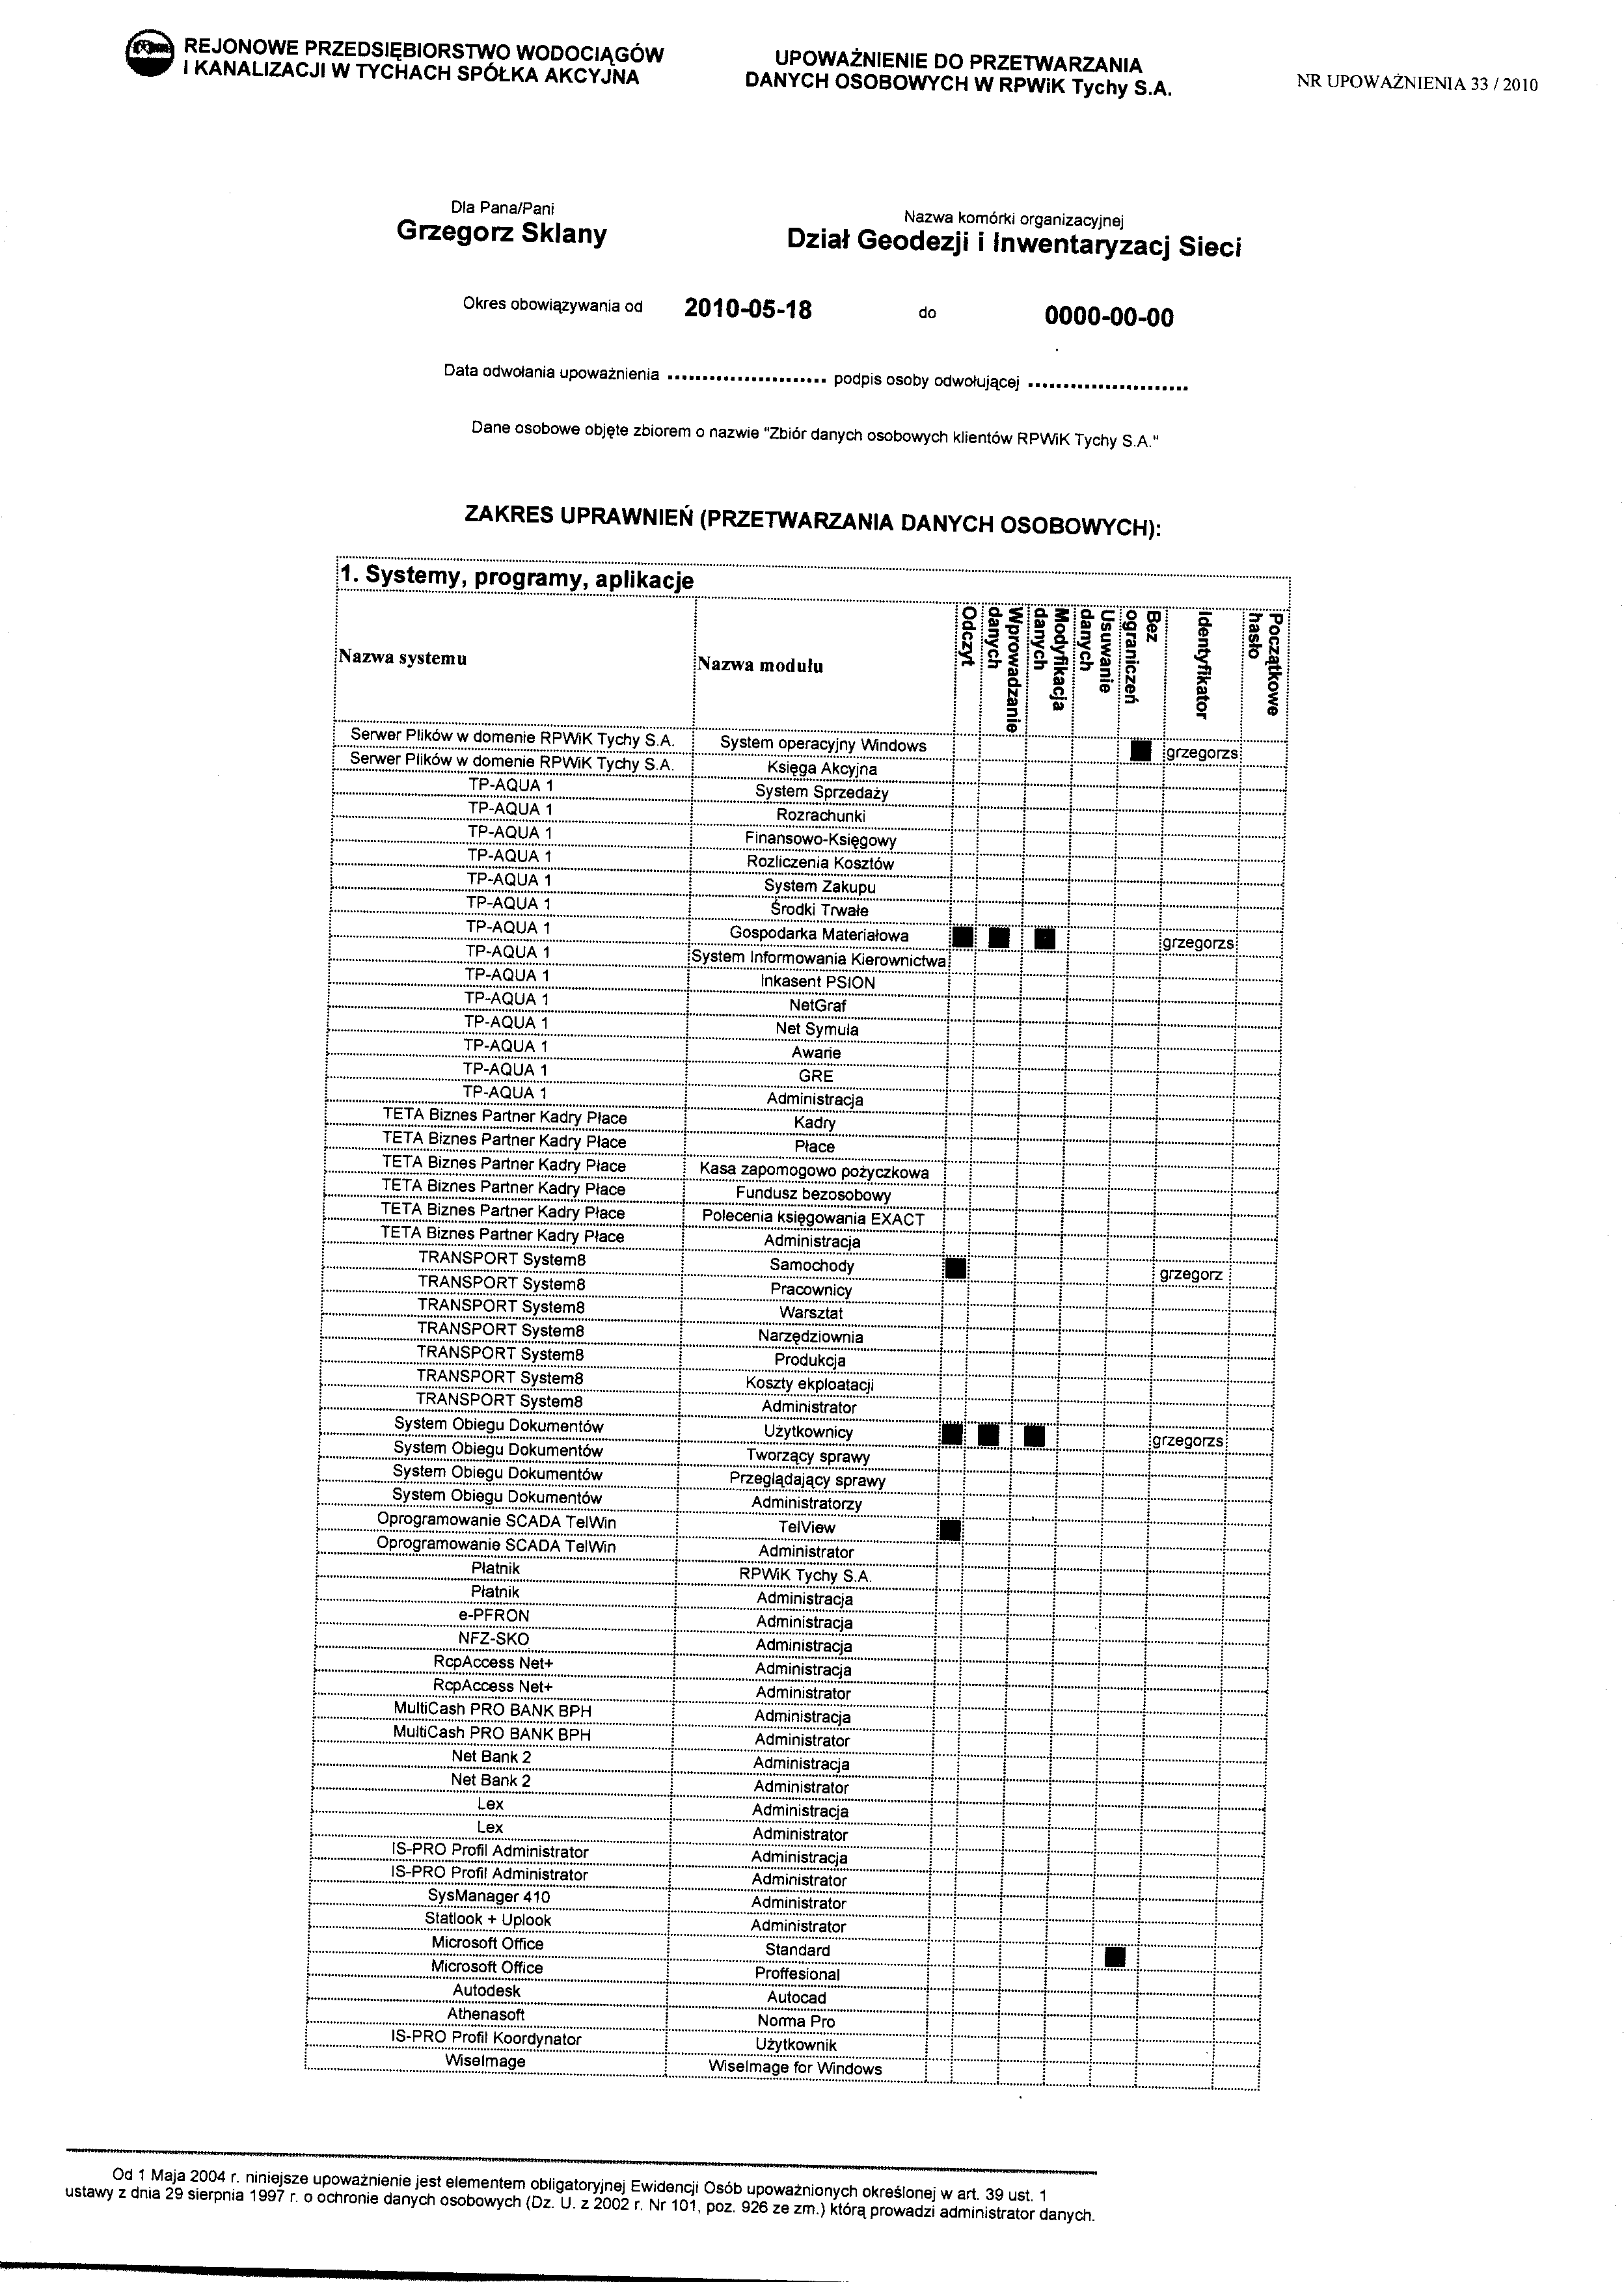 REJONOWE PRZEDSIĘBIORSTWO WODOCIĄGÓW
I KANALIZACJI W TYCHACH SPÓŁKA AKCYJNA
UPOWAŻNIENIE DO PRZETWARZANIA
DANYCH OSOBOWYCH W RPWiK Tychy S.A.
NR UPOWAŻNIENIA 33 / 2010
Dla Pana/Pani
Grzegorz Sklany
Nazwa komórki organizacyjnej
Dział Geodezji i Inwentaryzacj Sieci
Okres obowiązywania od 2010-05-18 do 0000-00-00
Data odwołania upoważnienia ....................... podpis osoby odwołującej .......................
Dane osobowe objęte zbiorem o nazwie "Zbiór danych osobowych klientów RPWiK Tychy S.A."
ZAKRES UPRAWNIEŃ (PRZETWARZANIA DANYCH OSOBOWYCH):
1. Systemy, programy, aplikacje
Nazwa systemu Nazwa modułu Odczyt Wprowadzanie danych Modyfikacja danych Usuwanie danych Bez ograniczeń Identyfikator Początkowe hasło
Serwer Plików w domenie RPWiK Tychy S.A. System operacyjny Windows ■ grzegorzs
Serwer Plików w domenie RPWiK Tychy S.A. Księga Akcyjna
TP-AQUA 1 System Sprzedaży
TP-AQUA 1 Rozrachunki
TP-AQUA 1 Finansowo-Księgowy
TP-AQUA 1 Rozliczenia Kosztów
TP-AQUA 1 System Zakupu
TP-AQUA 1 Środki Trwałe
TP-AQUA 1 Gospodarka Materiałowa ■ ■ ■ grzegorzs
TP-AQUA 1 System Informowania Kierownictwa
TP-AQUA 1 Inkasent PSION
TP-AQUA 1 NetGraf
TP-AQUA 1 Net Symula
TP-AQUA 1 Awarie
TP-AQUA 1 GRE
TP-AQUA 1 Administracja
TETA Biznes Partner Kadry Płace Kadry
TETA Biznes Partner Kadry Płace Płace
TETA Biznes Partner Kadry Płace Kasa zapomogowo pożyczkowa
TETA Biznes Partner Kadry Płace Fundusz bezosobowy
TETA Biznes Partner Kadry Płace Polecenia księgowania EXACT
TETA Biznes Partner Kadry Płace Administracja
TRANSPORT System8 Samochody ■ grzegorz
TRANSPORT System8 Pracownicy
TRANSPORT System8 Warsztat
TRANSPORT System8 Narzędziownia
TRANSPORT System8 Produkcja
TRANSPORT System8 Koszty ekploatacji
TRANSPORT System8 Administrator
System Obiegu Dokumentów Użytkownicy ■ ■ ■ grzegorzs
System Obiegu Dokumentów Tworzący sprawy
System Obiegu Dokumentów Przeglądający sprawy
System Obiegu Dokumentów Administratorzy
Oprogramowanie SCADA TelWin TelView ■
Oprogramowanie SCADA TelWin Administrator
Płatnik RPWiK Tychy S.A.
Płatnik Administracja
e-PFRON Administracja
NFZ-SKO Administracja
RcpAccess Net+ Administracja
RcpAccess Net+ Administrator
MultiCash PRO BANK BPH Administracja
MultiCash PRO BANK BPH Administrator
Net Bank 2 Administracja
Net Bank 2 Administrator
Lex Administracja
Lex Administrator
IS-PRO Profil Administrator Administracja
IS-PRO Profil Administrator Administrator
SysManager 410 Administrator
Statlook + Uplook Administrator
Microsoft Office Standard ■
Microsoft Office Proffesional
Autodesk Autocad
Athenasoft Norma Pro
IS-PRO Profil Koordynator Użytkownik
WiseImage WiseImage for Windows
Od 1 Maja 2004 r. niniejsze upoważnienie jest elementem obligatoryjnej Ewidencji Osób upoważnionych określonej w art. 39 ust. 1
ustawy z dnia 29 sierpnia 1997 r. o ochronie danych osobowych (Dz. U. z 2002 r. Nr 101, poz. 926 ze zm.) którą prowadzi administrator danych.